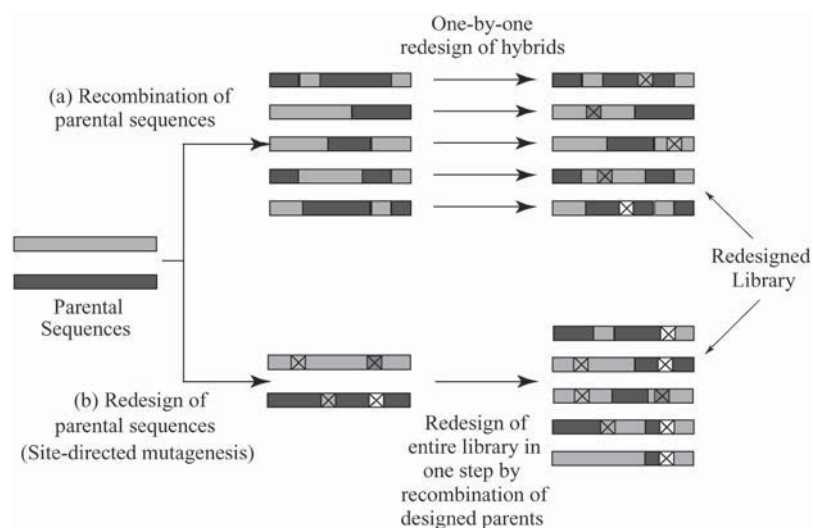 One-by-one
redesign of hybrids
(a) Recombination of
parental sequences
Redesigned
Library
Parental
Sequences
(b) Redesign of
parental sequences
(Site-directed mutagenesis)
Redesign of
entire library in
one step by
recombination of
designed parents